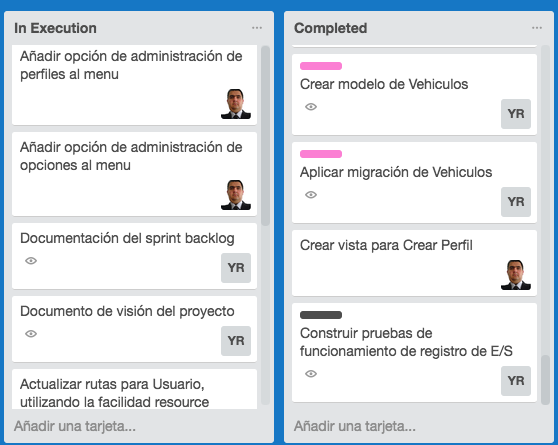 In Execution
Añadir opción de administración de
perfiles al menu
Añadir opción de administración de
opciones al menu
Documentación del sprint backlog
YR
Documento de visión del proyecto
YR
Actualizar rutas para Usuario,
utilizando la facilidad resource
Añadir una tarjeta...
Completed
Crear modelo de Vehiculos
YR
Aplicar migración de Vehiculos
YR
Crear vista para Crear Perfil
Construir pruebas de
funcionamiento de registro de E/S
YR
Añadir una tarjeta...